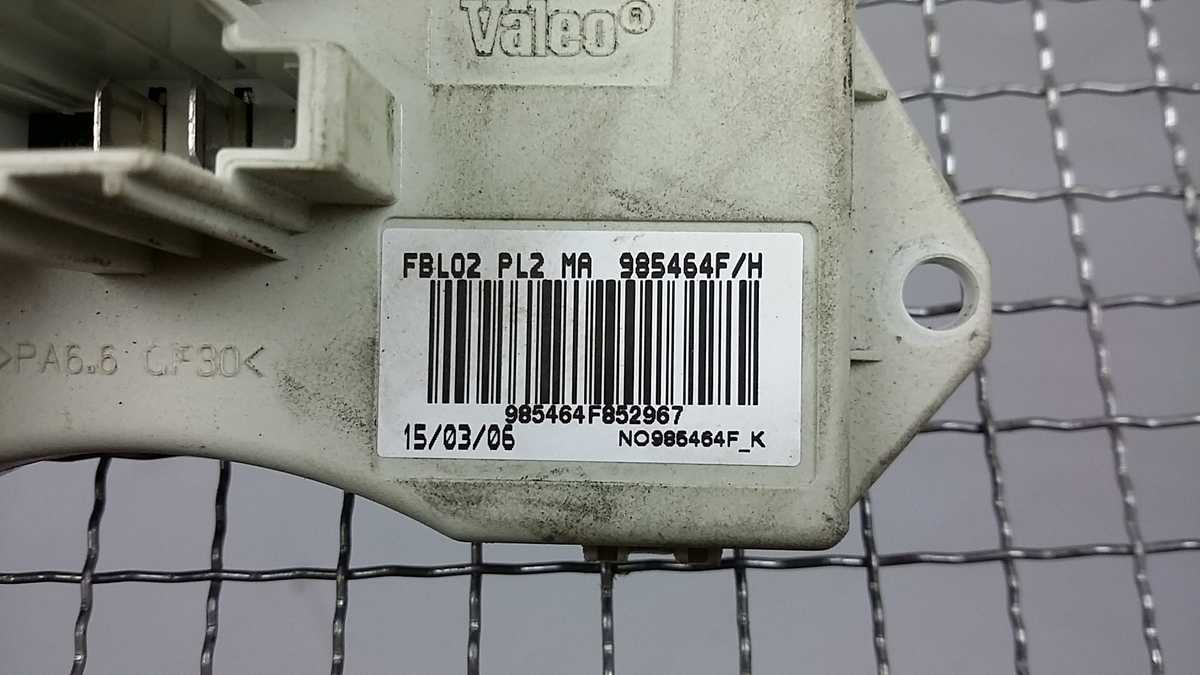 Valeo®
FBL02 PL2 MA 985464F/H
985464F852967
15/03/06 NO985464F_K
>PA6.6 GF30<